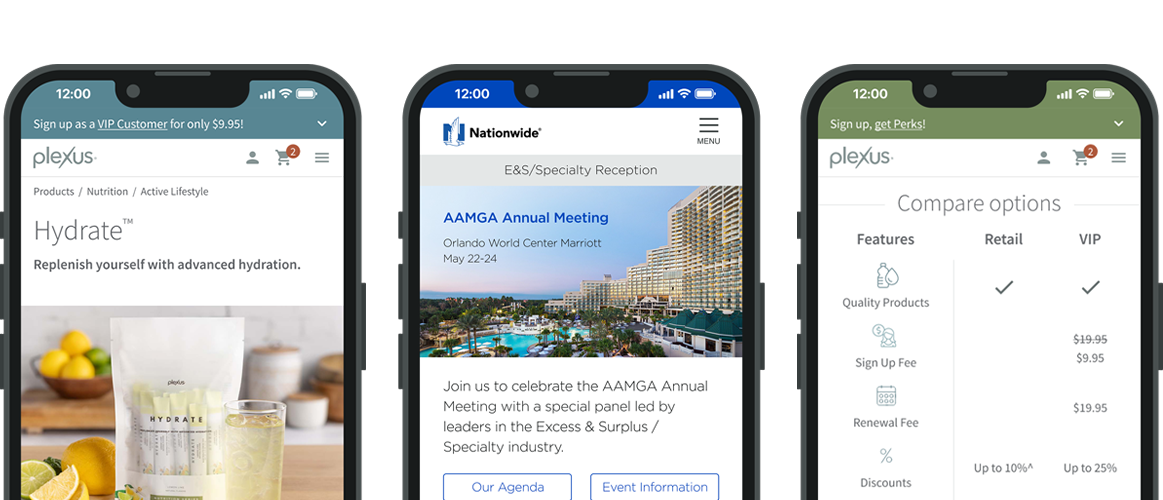 12:00
Sign up as a VIP Customer for only $9.95!
plexus
2
Products / Nutrition / Active Lifestyle
Hydrate™
Replenish yourself with advanced hydration.
plexus
HYDRATE
12:00
Nationwide®
MENU
E&S/Specialty Reception
AAMGA Annual Meeting
Orlando World Center Marriott
May 22-24
Join us to celebrate the AAMGA Annual
Meeting with a special panel led by
leaders in the Excess & Surplus /
Specialty industry.
Our Agenda
Event Information
12:00
Sign up, get Perks!
plexus
2
Compare options
Features Retail VIP
Quality Products
$19.95
Sign Up Fee
$9.95
Renewal Fee
$19.95
Discounts
Up to 10%^
Up to 25%